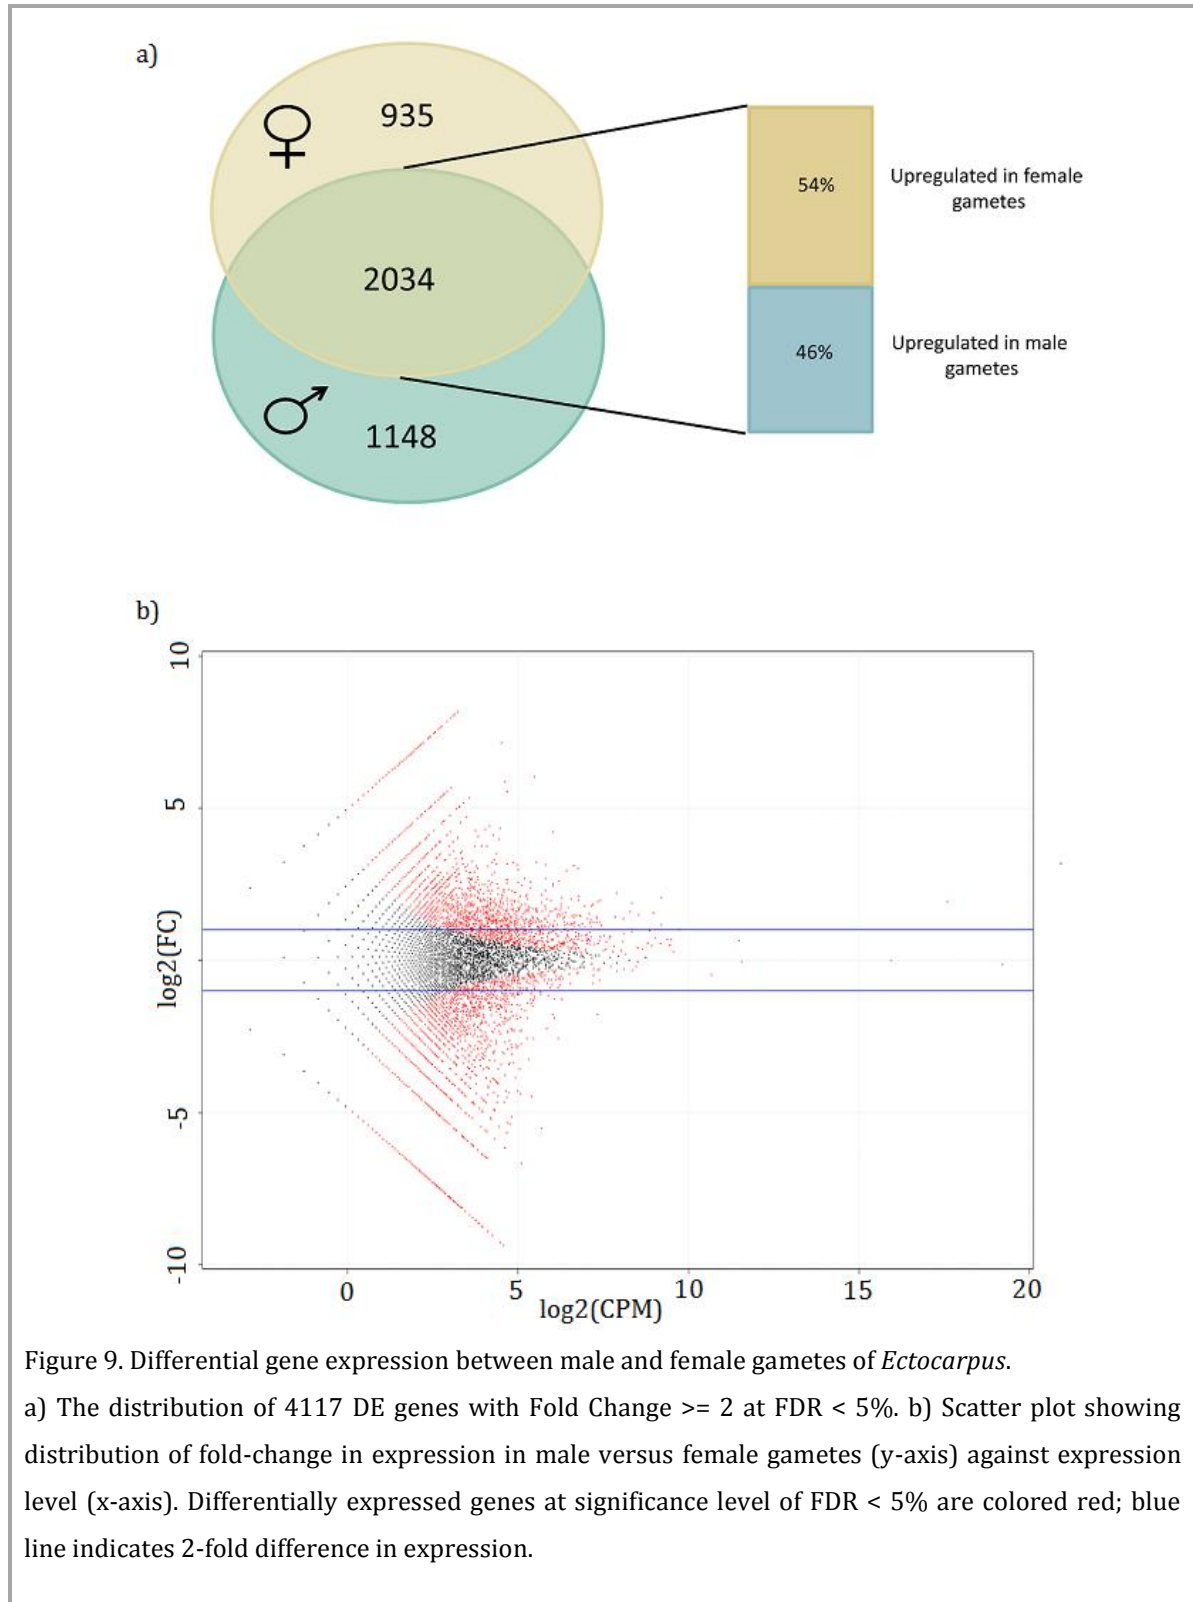 a)
935
2034
1148
54%
Upregulated in female
gametes
46%
Upregulated in male
gametes
b)
10
5
log2(FC)
-5
-10
0
5
10
15
20
log2(CPM)
Figure 9. Differential gene expression between male and female gametes of Ectocarpus.
a) The distribution of 4117 DE genes with Fold Change >= 2 at FDR < 5%. b) Scatter plot showing
distribution of fold-change in expression in male versus female gametes (y-axis) against expression
level (x-axis). Differentially expressed genes at significance level of FDR < 5% are colored red; blue
line indicates 2-fold difference in expression.